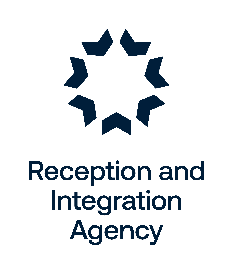 Reception and
Integration
Agency